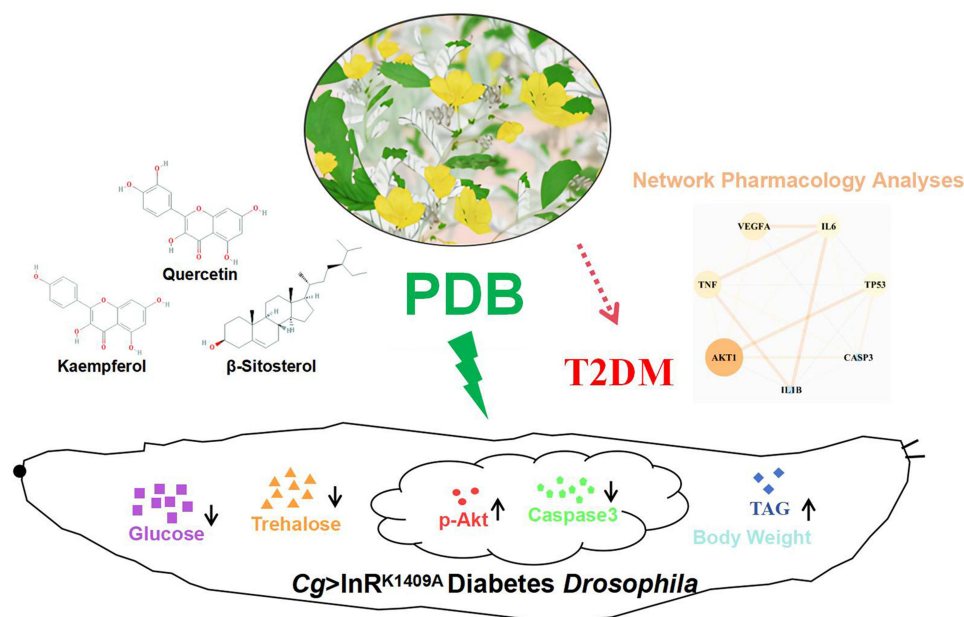 Network Pharmacology Analyses
VEGFA
IL6
TNF
TP53
AKT1
CASP3
IL1B
H
O
H
O
H
O
O
O
H
O
O
H
Quercetin
H
O
O
H
O
O
H
O
O
H
Kaempferol
H
H
H
H
O
H
β-Sitosterol
PDB
T2DM
Glucose
Trehalose
p-Akt
Caspase3
TAG
Body Weight
Cg>InRK1409A Diabetes Drosophila